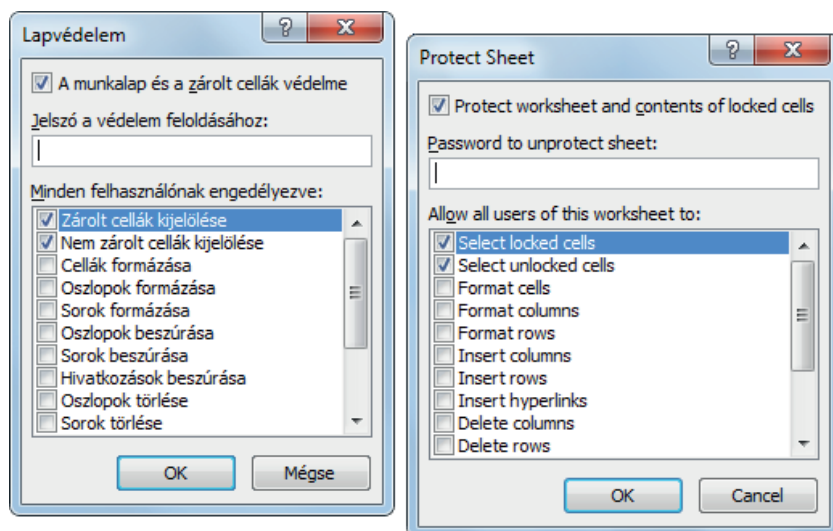 Lapvédelem
A munkalap és a zárolt cellák védelme
Jelszó a védelem feloldásához:
Minden felhasználónak engedélyezve:
Zárolt cellák kijelölése
Nem zárolt cellák kijelölése
Cellák formázása
Oszlopok formázása
Sorok formázása
Oszlopok beszúrása
Sorok beszúrása
Hivatkozások beszúrása
Oszlopok törlése
Sorok törlése
OK
Mégse
Protect Sheet
Protect worksheet and contents of locked cells
Password to unprotect sheet:
Allow all users of this worksheet to:
Select locked cells
Select unlocked cells
Format cells
Format columns
Format rows
Insert columns
Insert rows
Insert hyperlinks
Delete columns
Delete rows
OK
Cancel